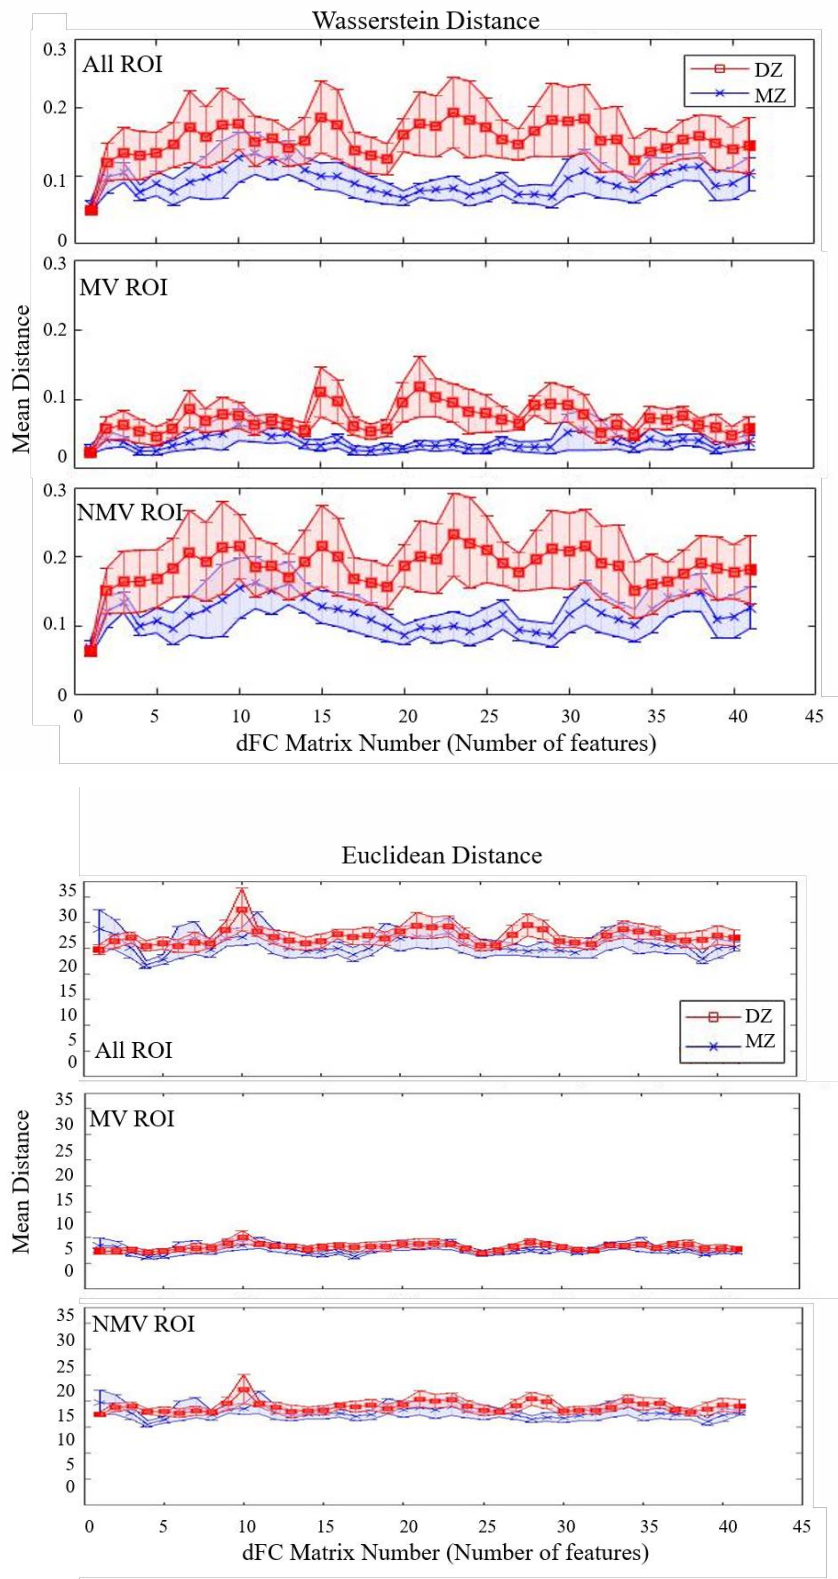 Wasserstein Distance
0.3
All ROI
DZ
MZ
0.2
0.1
0
0.3
MV ROI
0.2
0.1
0
Mean Distance
0.3
NMV ROI
0.2
0.1
0
0 5 10 15 20 25 30 35 40 45
dFC Matrix Number (Number of features)
Euclidean Distance
35
30
25
20
15
10
5
0
DZ
MZ
All ROI
35
MV ROI
30
25
20
15
10
5
0
Mean Distance
35
NMV ROI
30
25
20
15
10
5
0
0 5 10 15 20 25 30 35 40 45
dFC Matrix Number (Number of features)